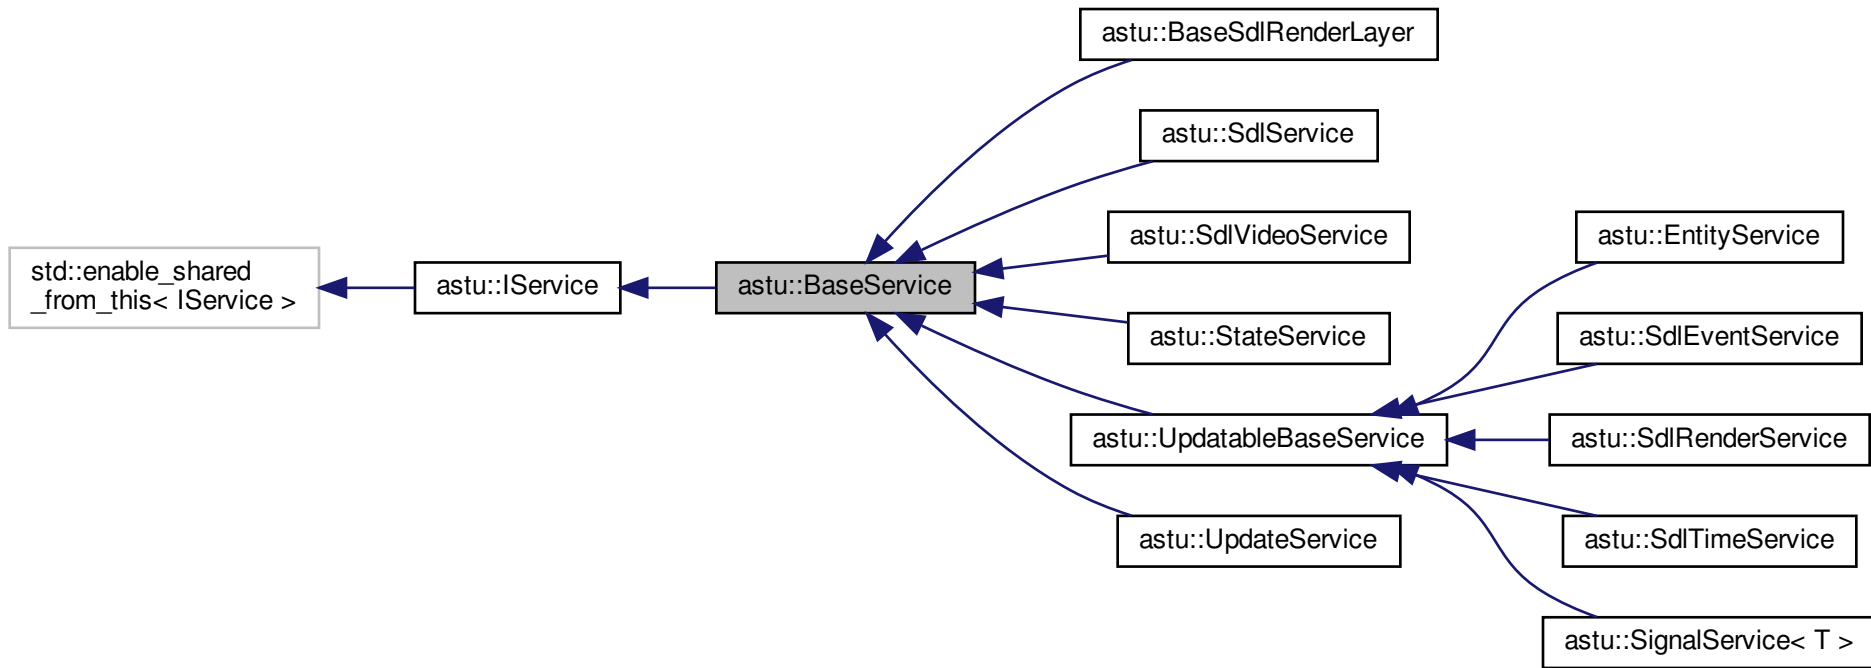 astu::BaseSdlRenderLayer
astu::SdlService
astu::SdlVideoService
astu::EntityService
std::enable_shared
_from_this< IService >
astu::IService
astu::BaseService
astu::StateService
astu::SdlEventService
astu::UpdatableBaseService
astu::SdlRenderService
astu::UpdateService
astu::SdlTimeService
astu::SignalService< T >